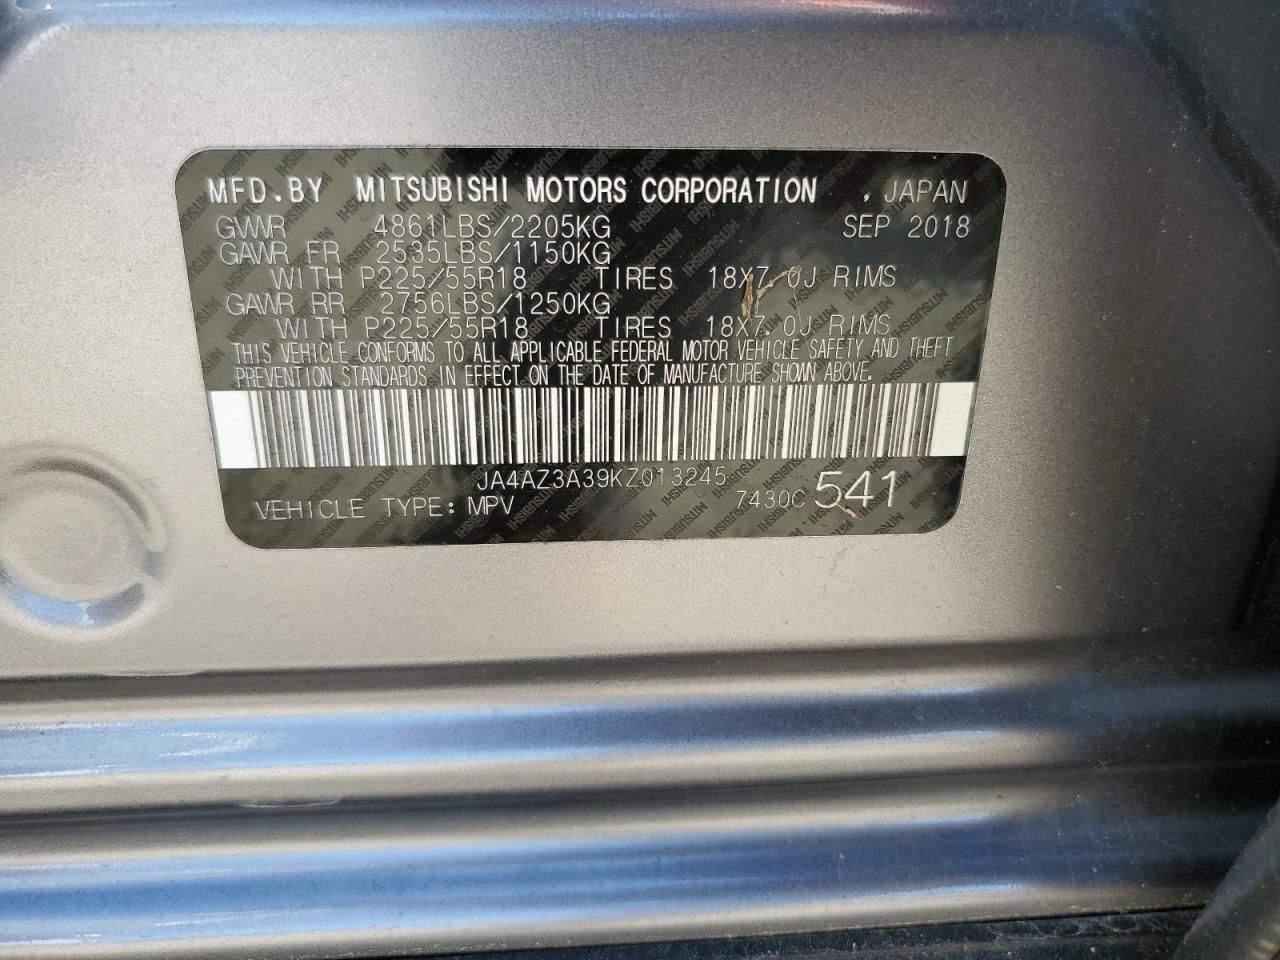 MFD.BY MITSUBISHI MOTORS CORPORATION , JAPAN
GVWR 4861LBS/2205KG SEP 2018
GAWR FR 2535LBS/1150KG
WITH P225/55R18 TIRES 18X7.0J RIMS
GAWR RR 2756LBS/1250KG
WITH P225/55R18 TIRES 18X7.0J RIMS
THIS VEHICLE CONFORMS TO ALL APPLICABLE FEDERAL MOTOR VEHICLE SAFETY AND THEFT
PREVENTION STANDARDS IN EFFECT ON THE DATE OF MANUFACTURE SHOWN ABOVE.
JA4AZ3A39KZ013245
VEHICLE TYPE: MPV 7430C 541